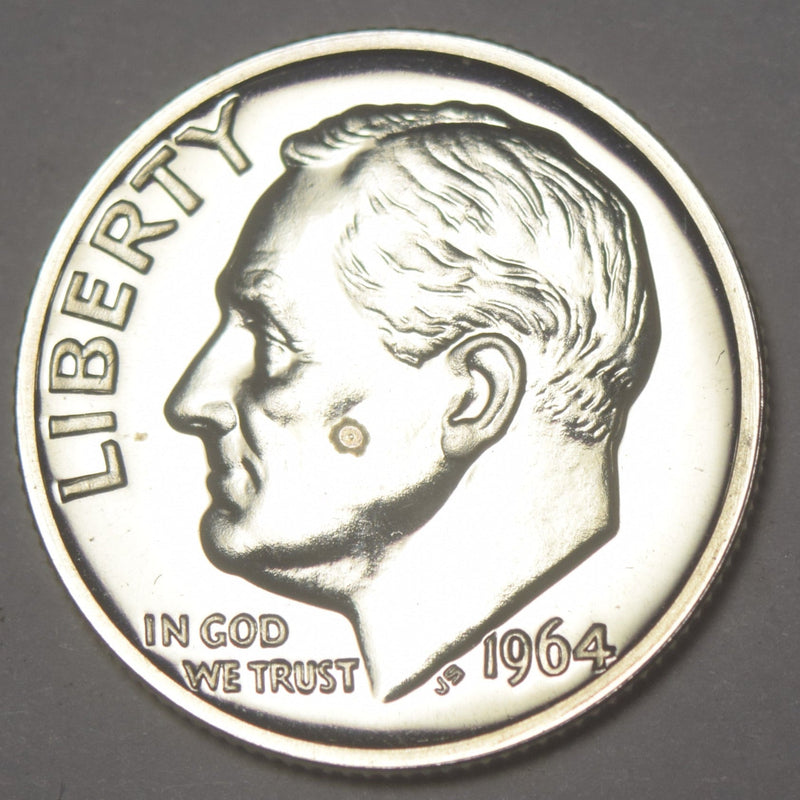 LIBERTY
IN GOD
WE TRUST
JS
1964